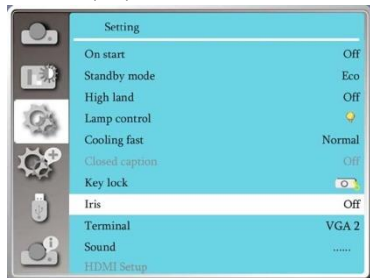 Setting
On start Off
Standby mode Eco
High land Off
Lamp control
Cooling fast Normal
Closed caption Off
Key lock
Iris Off
Terminal VGA 2
Sound ......
HDMI Setup